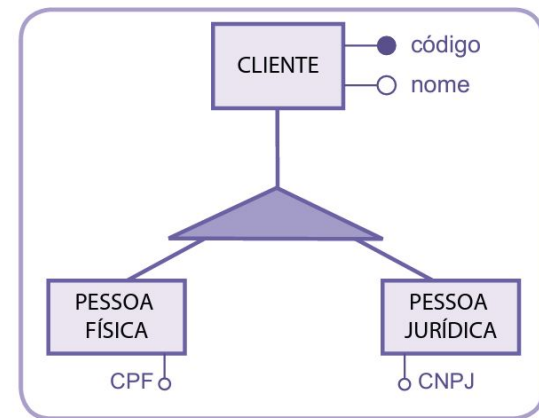 CLIENTE
código
nome
PESSOA
FÍSICA
PESSOA
JURÍDICA
CPF
CNPJ